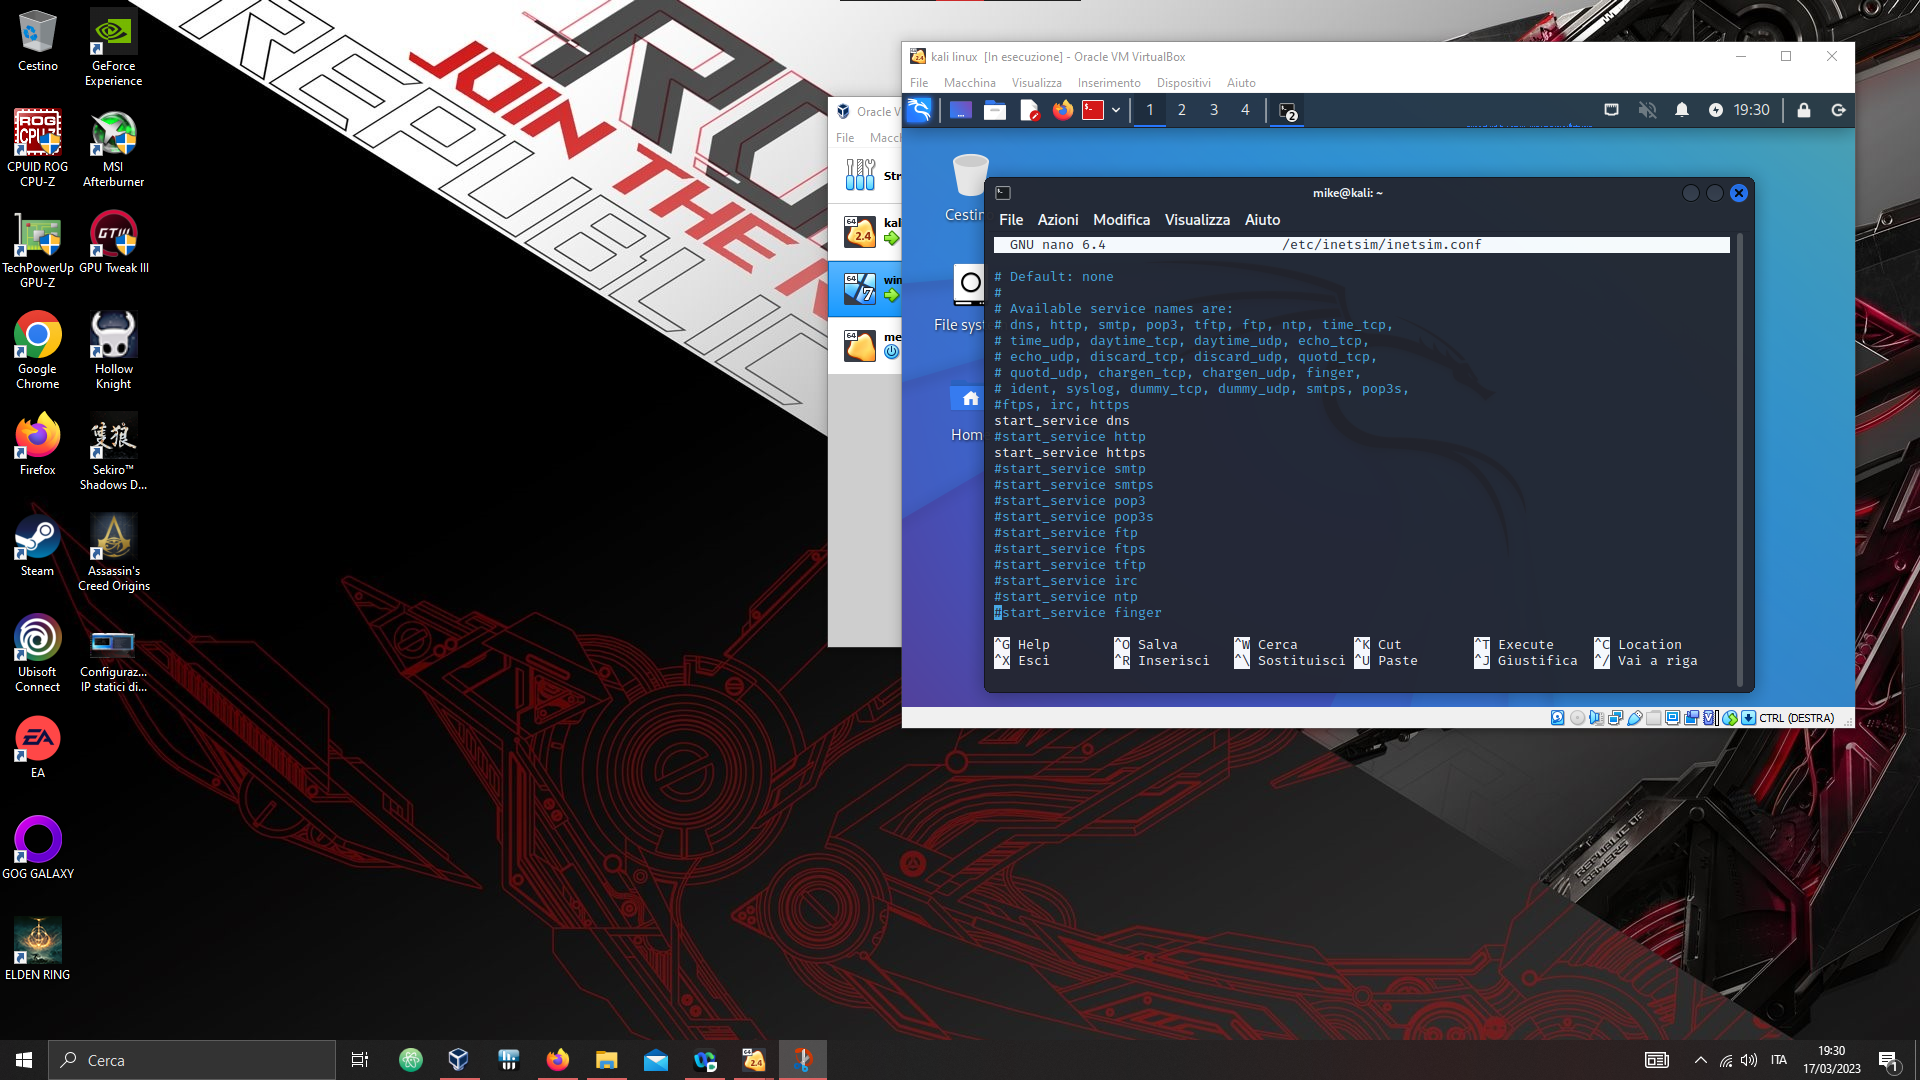 Cestino
GeForce
Experience
CPUID ROG
CPU-Z
MSI
Afterburner
TechPowerUp
GPU-Z
GPU Tweak III
Google
Chrome
Hollow
Knight
Firefox
Sekiro™
Shadows D...
Steam
Assassin's
Creed Origins
Ubisoft
Connect
Configuraz...
IP statici di...
EA
GOG GALAXY
ELDEN RING
JOIN THE
REPUBLIC
REPUBLIC OF
GAMERS
Oracle V
File Macch
Str
kal
win
me
kali linux [In esecuzione] - Oracle VM VirtualBox
File Macchina Visualizza Inserimento Dispositivi Aiuto
1 2 3 4 2 19:30
Cestin
File syst
Hom
mike@kali: ~
File Azioni Modifica Visualizza Aiuto
GNU nano 6.4 /etc/inetsim/inetsim.conf
# Default: none
#
# Available service names are:
# dns, http, smtp, pop3, tftp, ftp, ntp, time_tcp,
# time_udp, daytime_tcp, daytime_udp, echo_tcp,
# echo_udp, discard_tcp, discard_udp, quotd_tcp,
# quotd_udp, chargen_tcp, chargen_udp, finger,
# ident, syslog, dummy_tcp, dummy_udp, smtps, pop3s,
#ftps, irc, https
start_service dns
#start_service http
start_service https
#start_service smtp
#start_service smtps
#start_service pop3
#start_service pop3s
#start_service ftp
#start_service ftps
#start_service tftp
#start_service irc
#start_service ntp
#start_service finger
^G Help ^O Salva ^W Cerca ^K Cut ^T Execute ^C Location
^X Esci ^R Inserisci ^\ Sostituisci ^U Paste ^J Giustifica ^/ Vai a riga
CTRL (DESTRA)
Cerca
ITA
19:30
17/03/2023
1